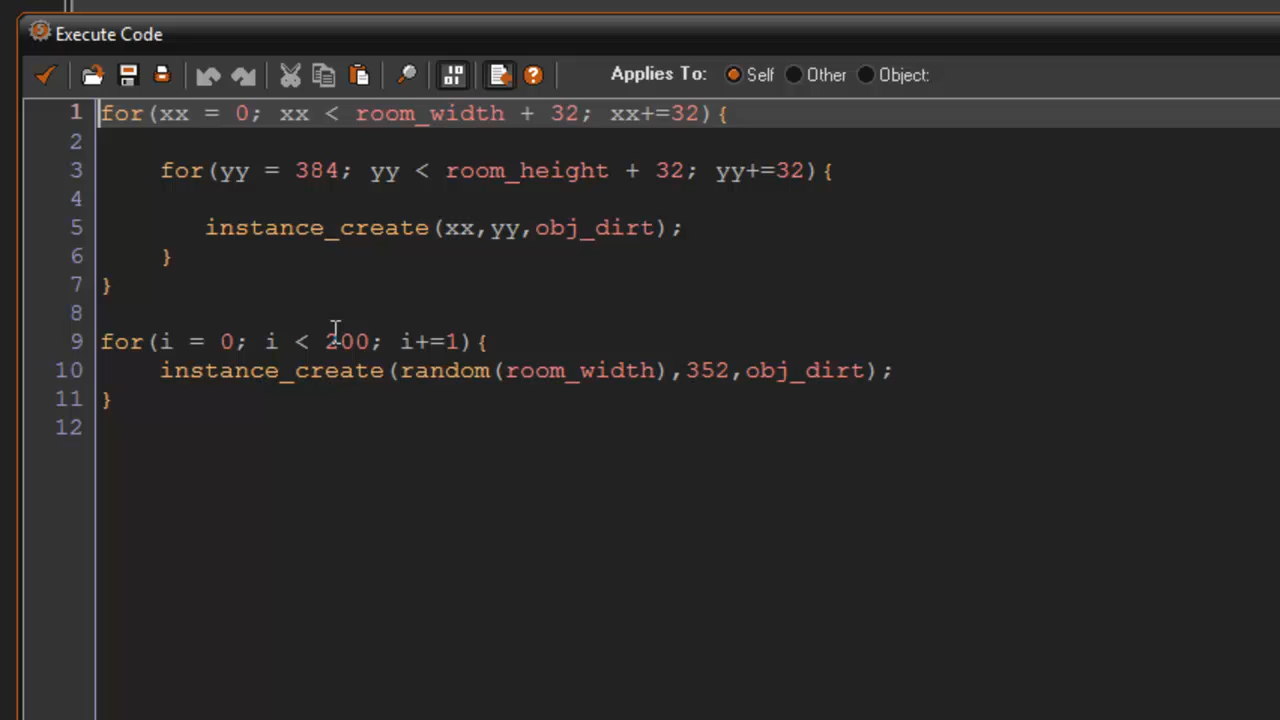 Execute Code
Applies To: Self Other Object:
1 for(xx = 0; xx < room_width + 32; xx+=32){
2
3 for(yy = 384; yy < room_height + 32; yy+=32){
4
5 instance_create(xx,yy,obj_dirt);
6 }
7 }
8
9 for(i = 0; i < 200; i+=1){
10 instance_create(random(room_width),352,obj_dirt);
11 }
12